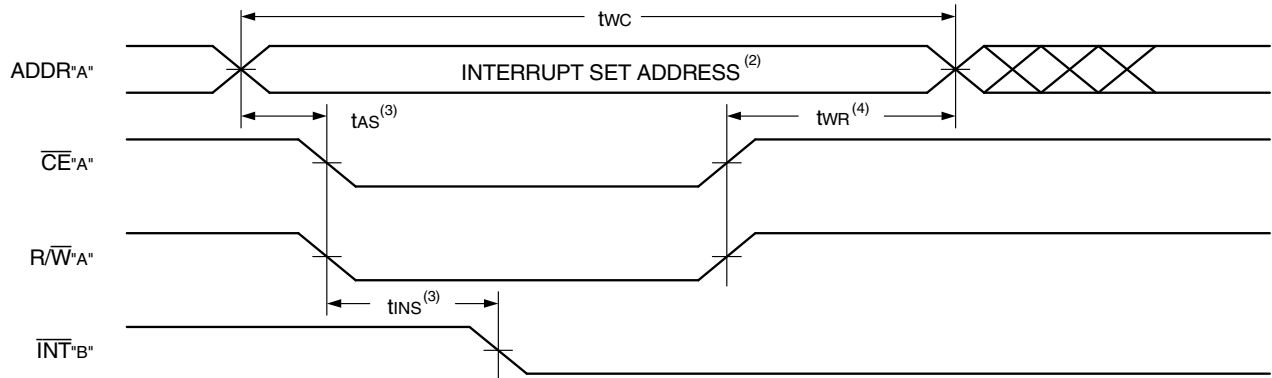 tWC
ADDR"A"
INTERRUPT SET ADDRESS(2)
tAS(3)
tWR(4)
CE"A"
R/W"A"
tINS(3)
INT"B"